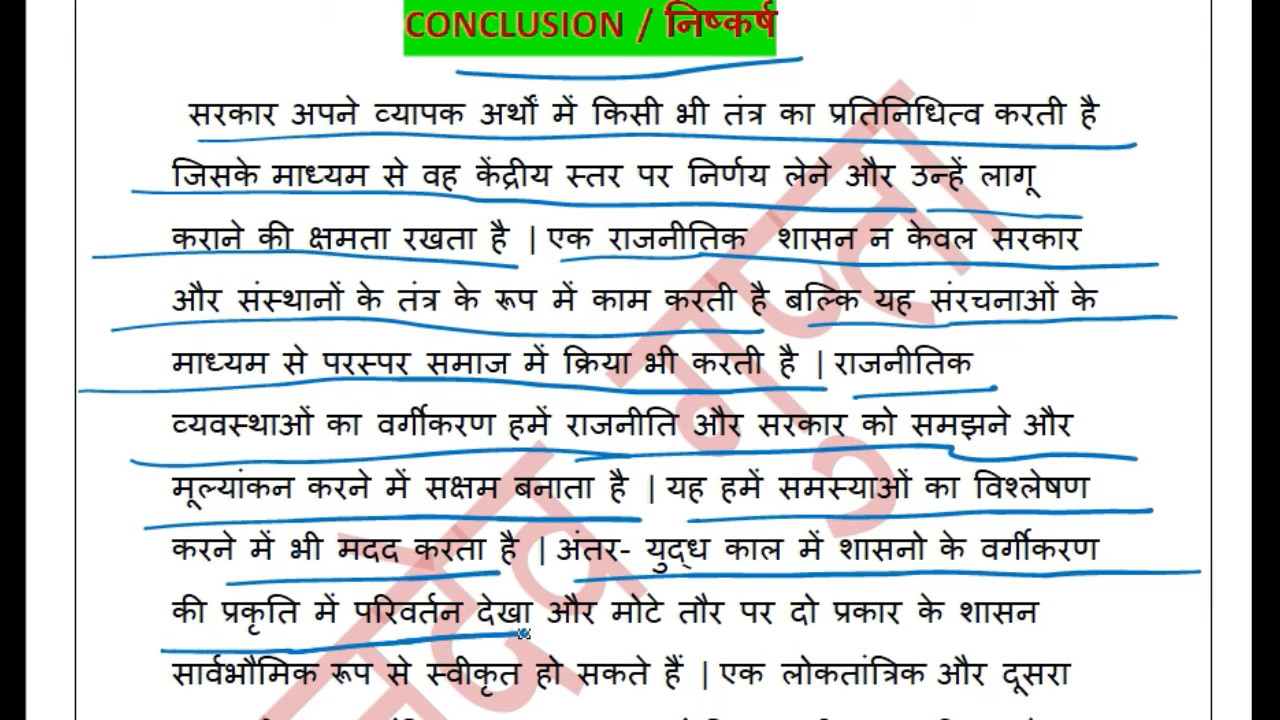 CONCLUSION / निष्कर्ष
सरकार अपने व्यापक अर्थों में किसी भी तंत्र का प्रतिनिधित्व करती है
जिसके माध्यम से वह केंद्रीय स्तर पर निर्णय लेने और उन्हें लागू
कराने की क्षमता रखता है | एक राजनीतिक शासन न केवल सरकार
और संस्थानों के तंत्र के रूप में काम करती है बल्कि यह संरचनाओं के
माध्यम से परस्पर समाज में क्रिया भी करती है | राजनीतिक
व्यवस्थाओं का वर्गीकरण हमें राजनीति और सरकार को समझने और
मूल्यांकन करने में सक्षम बनाता है | यह हमें समस्याओं का विश्लेषण
करने में भी मदद करता है | अंतर- युद्ध काल में शासनो के वर्गीकरण
की प्रकृति में परिवर्तन देखा और मोटे तौर पर दो प्रकार के शासन
सार्वभौमिक रूप से स्वीकृत हो सकते हैं | एक लोकतांत्रिक और दूसरा